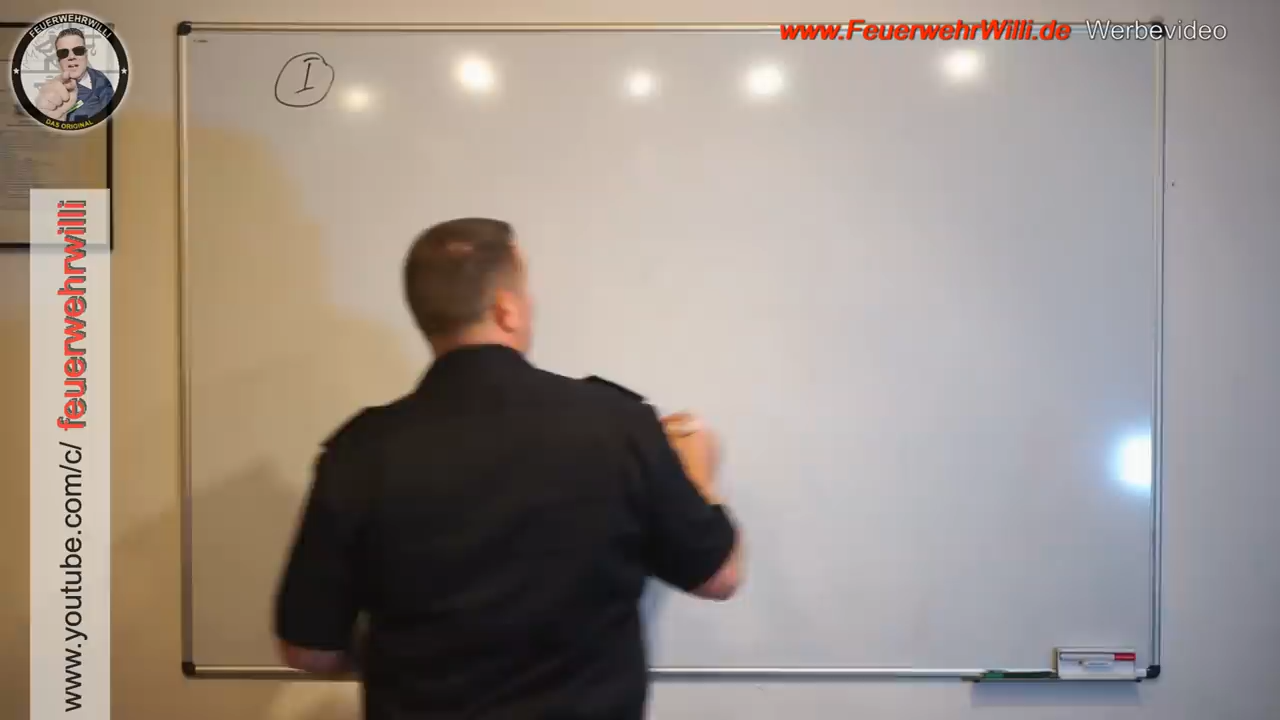 FEUERWEHRWILLI
DAS ORIGINAL
www.FeuerwehrWilli.de Werbevideo
I
www.youtube.com/c/feuerwehrwilli